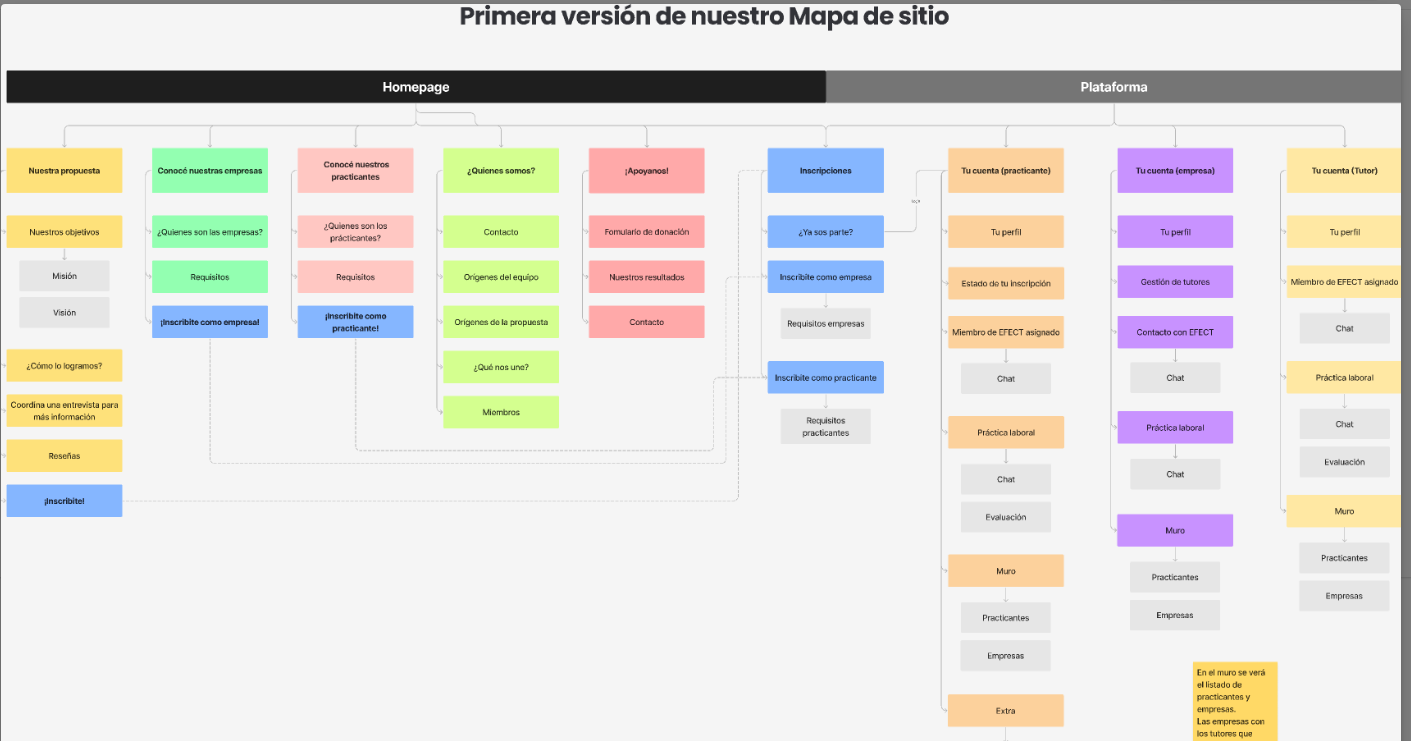 Primera versión de nuestro Mapa de sitio
Homepage
Plataforma
Nuestra propuesta
Nuestros objetivos
Misión
Visión
¿Cómo lo logramos?
Coordina una entrevista para
más información
Reseñas
¡Inscribite!
Conocé nuestras empresas
¿Quienes son las empresas?
Requisitos
¡Inscribite como empresa!
Conocé nuestros
practicantes
¿Quienes son los
prácticantes?
Requisitos
¡Inscribite como
practicante!
¿Quienes somos?
Contacto
Orígenes del equipo
Orígenes de la propuesta
¿Qué nos une?
Miembros
¡Apoyanos!
Fomulario de donación
Nuestros resultados
Contacto
Inscripciones
¿Ya sos parte?
Inscribite como empresa
Requisitos empresas
Inscribite como practicante
Requisitos
practicantes
Tu cuenta (practicante)
Tu perfil
Estado de tu inscripción
Miembro de EFECT asignado
Chat
Práctica laboral
Chat
Evaluación
Muro
Practicantes
Empresas
Extra
Tu cuenta (empresa)
Tu perfil
Gestión de tutores
Contacto con EFECT
Chat
Práctica laboral
Chat
Muro
Practicantes
Empresas
Tu cuenta (Tutor)
Tu perfil
Miembro de EFECT asignado
Chat
Práctica laboral
Chat
Evaluación
Muro
Practicantes
Empresas
En el muro se verá
el listado de
practicantes y
empresas.
Las empresas con
los tutores que